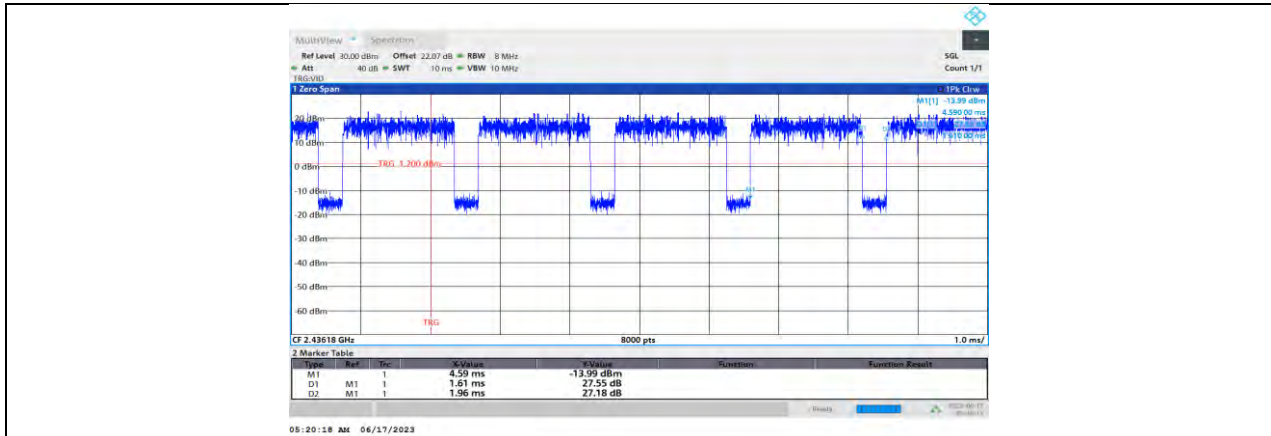 MultiView Spectrum
Ref Level 30.00 dBm Offset 22.07 dB RBW 8 MHz SGL
Att 40 dB SWT 10 ms VBW 10 MHz Count 1/1
TRG:VID
1 Zero Span 1Pk Clrw
M1[1] -13.99 dBm
4.590 00 ms
20 dBm
1.610 00 ms
10 dBm
0 dBm
TRG 1.200 dBm
-10 dBm
M1
-20 dBm
-30 dBm
-40 dBm
-50 dBm
-60 dBm
TRG
CF 2.43618 GHz 8000 pts 1.0 ms/
2 Marker Table
Type Ref Trc X-Value Y-Value Function Function Result
M1 1 4.59 ms -13.99 dBm
D1 M1 1 1.61 ms 27.55 dB
D2 M1 1 1.96 ms 27.18 dB
Ready
05:20:18 AM 06/17/2023